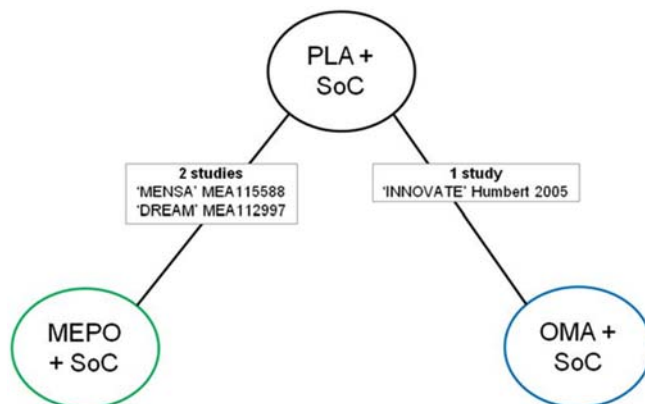 PLA +
SoC
2 studies
‘MENSA’ MEA115588
‘DREAM’ MEA112997
1 study
‘INNOVATE’ Humbert 2005
MEPO
+ SoC
OMA +
SoC